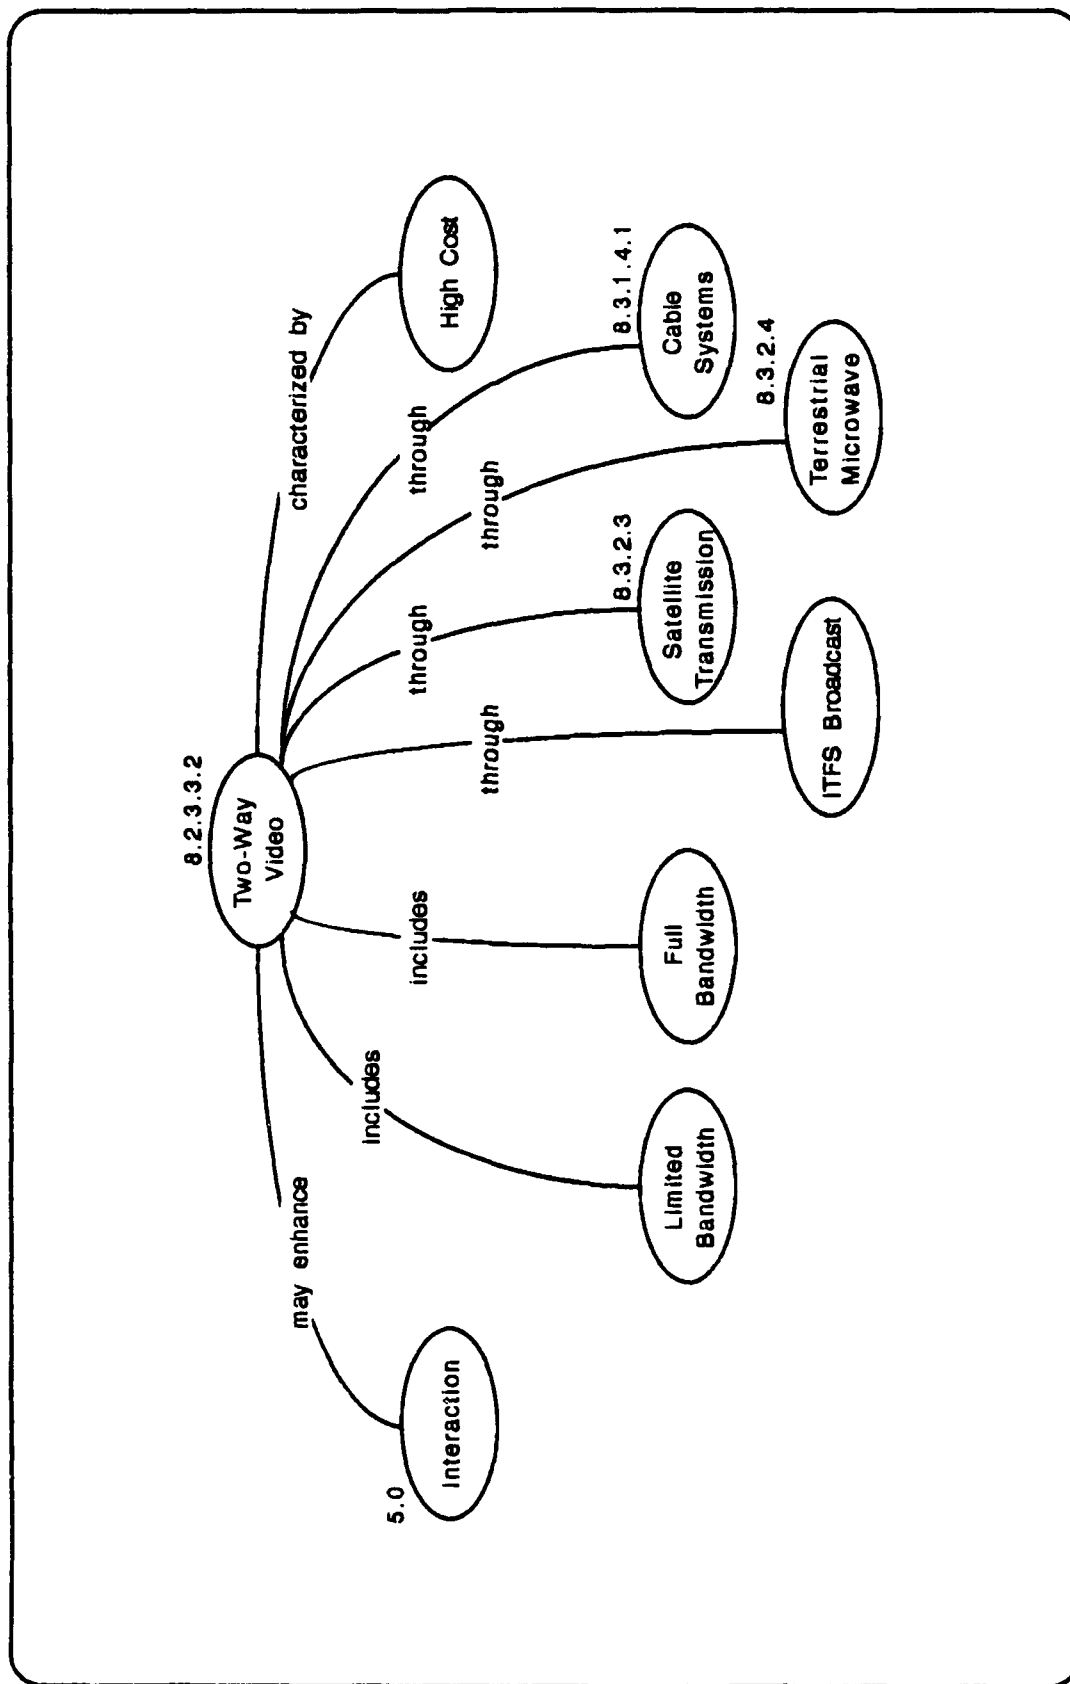 8.2.3.3.2
Two-Way
Video
may enhance
characterized by
5.0
Interaction
High Cost
includes
includes
through
through
through
through
Limited
Bandwidth
Full
Bandwidth
8.3.2.3
Satellite
Transmission
8.3.1.4.1
Cable
Systems
ITFS Broadcast
8.3.2.4
Terrestrial
Microwave